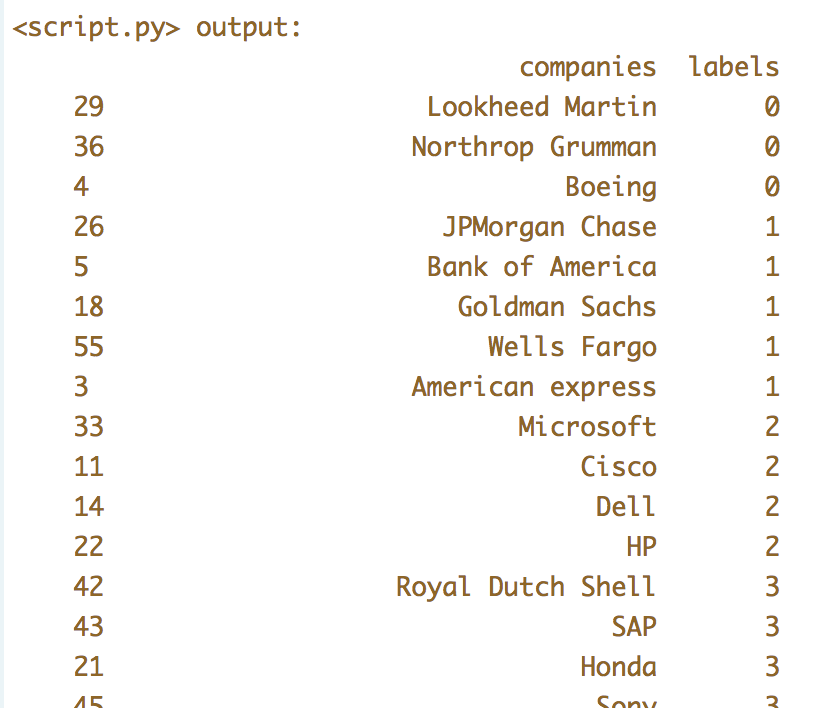 <script.py> output:
companies labels
29 Lookheed Martin 0
36 Northrop Grumman 0
4 Boeing 0
26 JPMorgan Chase 1
5 Bank of America 1
18 Goldman Sachs 1
55 Wells Fargo 1
3 American express 1
33 Microsoft 2
11 Cisco 2
14 Dell 2
22 HP 2
42 Royal Dutch Shell 3
43 SAP 3
21 Honda 3
45 Sony 3